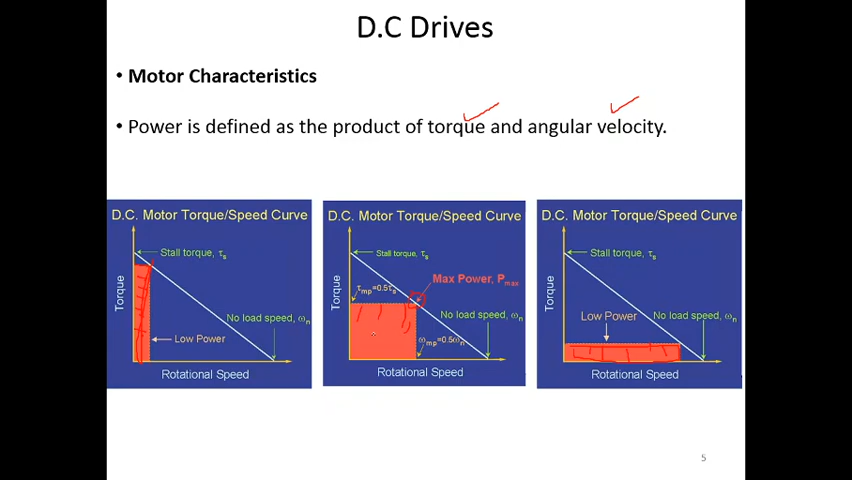 D.C Drives
• Motor Characteristics
• Power is defined as the product of torque and angular velocity.
D.C. Motor Torque/Speed Curve
Stall torque, τs
Torque
No load speed, ωn
Low Power
Rotational Speed
D.C. Motor Torque/Speed Curve
Stall torque, τs
Max Power, Pmax
τmp=0.5τs
Torque
No load speed, ωn
ωmp=0.5ωn
Rotational Speed
D.C. Motor Torque/Speed Curve
Stall torque, τs
Torque
Low Power
No load speed, ωn
Rotational Speed
5